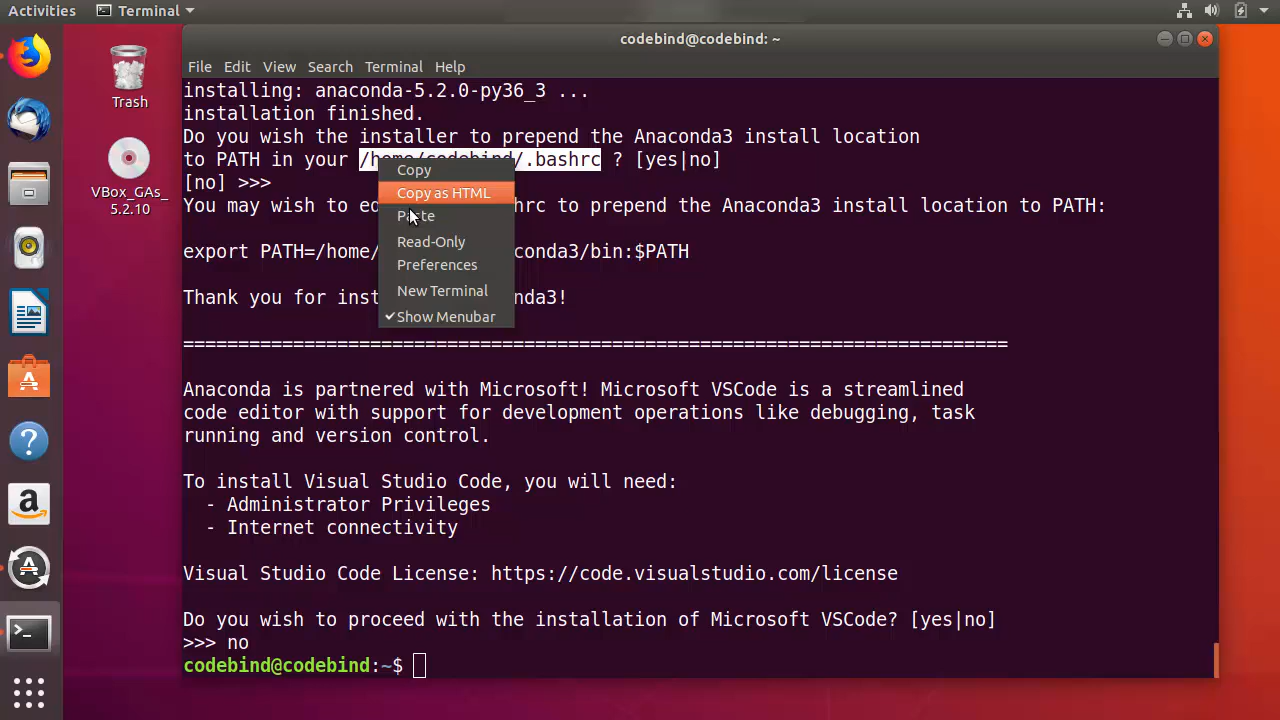 Activities
Terminal
codebind@codebind: ~
File Edit View Search Terminal Help
Trash
VBox_GAs_
5.2.10
installing: anaconda-5.2.0-py36_3 ...
installation finished.
Do you wish the installer to prepend the Anaconda3 install location
to PATH in your /home/codebind/.bashrc ? [yes|no]
[no] >>>
You may wish to ed hrc to prepend the Anaconda3 install location to PATH:
export PATH=/home/ conda3/bin:$PATH
Thank you for inst nda3!
===========================================================================
Anaconda is partnered with Microsoft! Microsoft VSCode is a streamlined
code editor with support for development operations like debugging, task
running and version control.
To install Visual Studio Code, you will need:
- Administrator Privileges
- Internet connectivity
Visual Studio Code License: https://code.visualstudio.com/license
Do you wish to proceed with the installation of Microsoft VSCode? [yes|no]
>>> no
codebind@codebind:~$
Copy
Copy as HTML
Paste
Read-Only
Preferences
New Terminal
Show Menubar